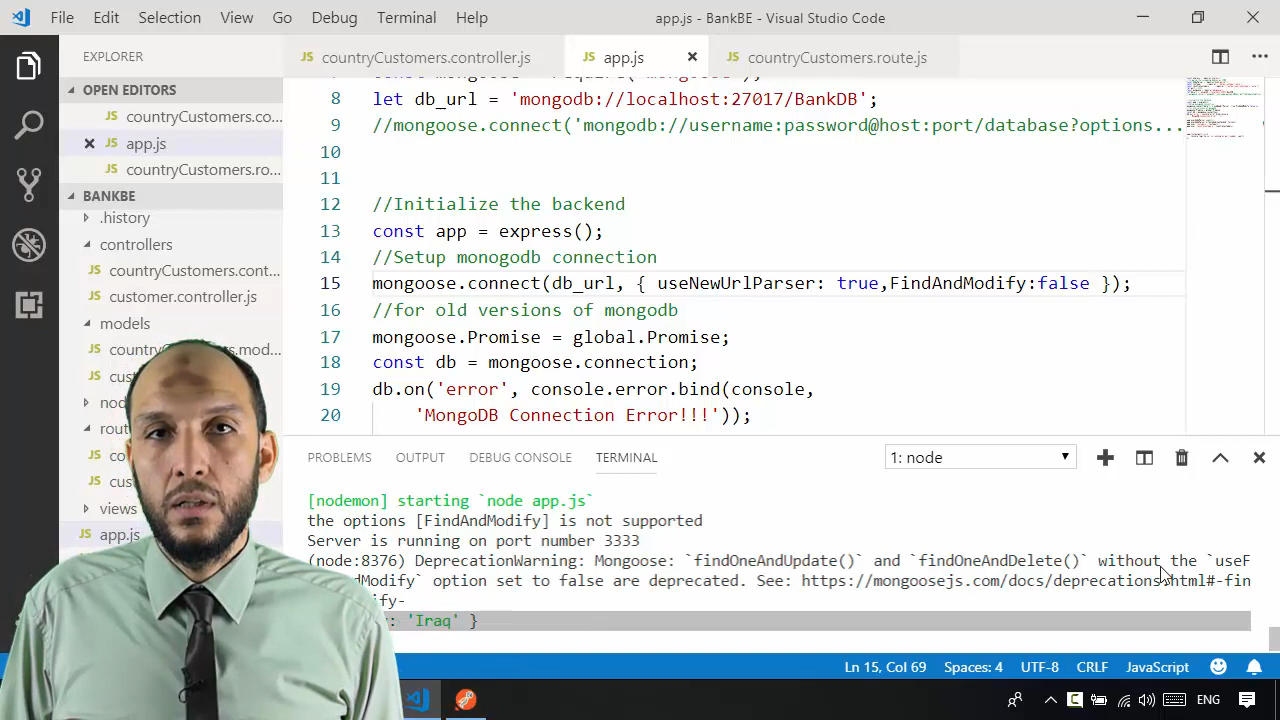 File Edit Selection View Go Debug Terminal Help app.js - BankBE - Visual Studio Code
EXPLORER
OPEN EDITORS
countryCustomers.co...
app.js
countryCustomers.ro...
BANKBE
.history
controllers
countryCustomers.cont...
customer.controller.js
models
mod...
views
app.js
JS countryCustomers.controller.js JS app.js JS countryCustomers.route.js
8 let db_url = 'mongodb://localhost:27017/BankDB';
9 //mongoose.connect('mongodb://username:password@host:port/database?options...
10
11
12 //Initialize the backend
13 const app = express();
14 //Setup monogodb connection
15 mongoose.connect(db_url, { useNewUrlParser: true,FindAndModify:false });
16 //for old versions of mongodb
17 mongoose.Promise = global.Promise;
18 const db = mongoose.connection;
19 db.on('error', console.error.bind(console,
20 'MongoDB Connection Error!!!'));
PROBLEMS OUTPUT DEBUG CONSOLE TERMINAL 1: node
[nodemon] starting `node app.js`
the options [FindAndModify] is not supported
Server is running on port number 3333
(node:8376) DeprecationWarning: Mongoose: `findOneAndUpdate()` and `findOneAndDelete()` without the `useF
dModify` option set to false are deprecated. See: https://mongoosejs.com/docs/deprecations.html#-fin
ify-
: 'Iraq' }
Ln 15, Col 69 Spaces: 4 UTF-8 CRLF JavaScript
ENG